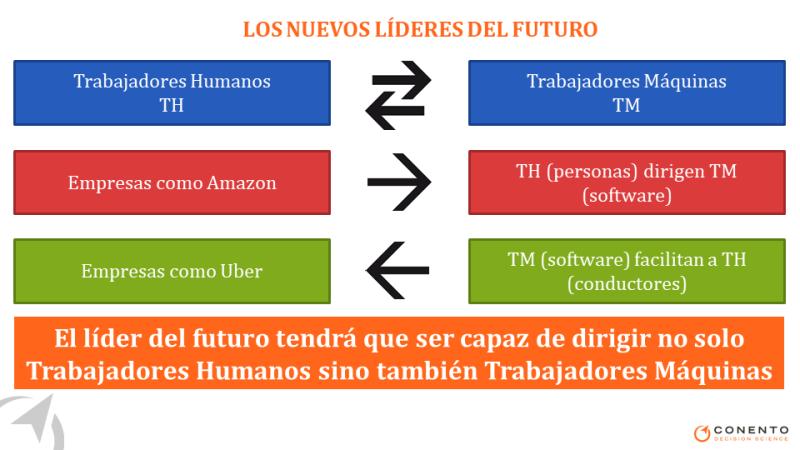 LOS NUEVOS LÍDERES DEL FUTURO
Trabajadores Humanos
TH
Trabajadores Máquinas
TM
Empresas como Amazon
TH (personas) dirigen TM
(software)
Empresas como Uber
TM (software) facilitan a TH
(conductores)
El líder del futuro tendrá que ser capaz de dirigir no solo
Trabajadores Humanos sino también Trabajadores Máquinas
CONENTO
DECISION SCIENCE